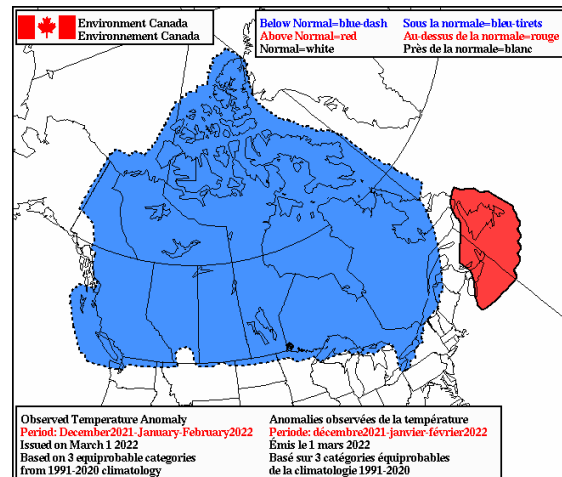 Environment Canada
Environnement Canada
Below Normal=blue-dash
Above Normal=red
Normal=white
Sous la normale=bleu-tirets
Au-dessus de la normale=rouge
Près de la normale=blanc
Observed Temperature Anomaly
Period: December2021-January-February2022
Issued on March 1 2022
Based on 3 equiprobable categories
from 1991-2020 climatology
Anomalies observées de la température
Periode: décembre2021-janvier-février2022
Émis le 1 mars 2022
Basé sur 3 catégories équiprobables
de la climatologie 1991-2020